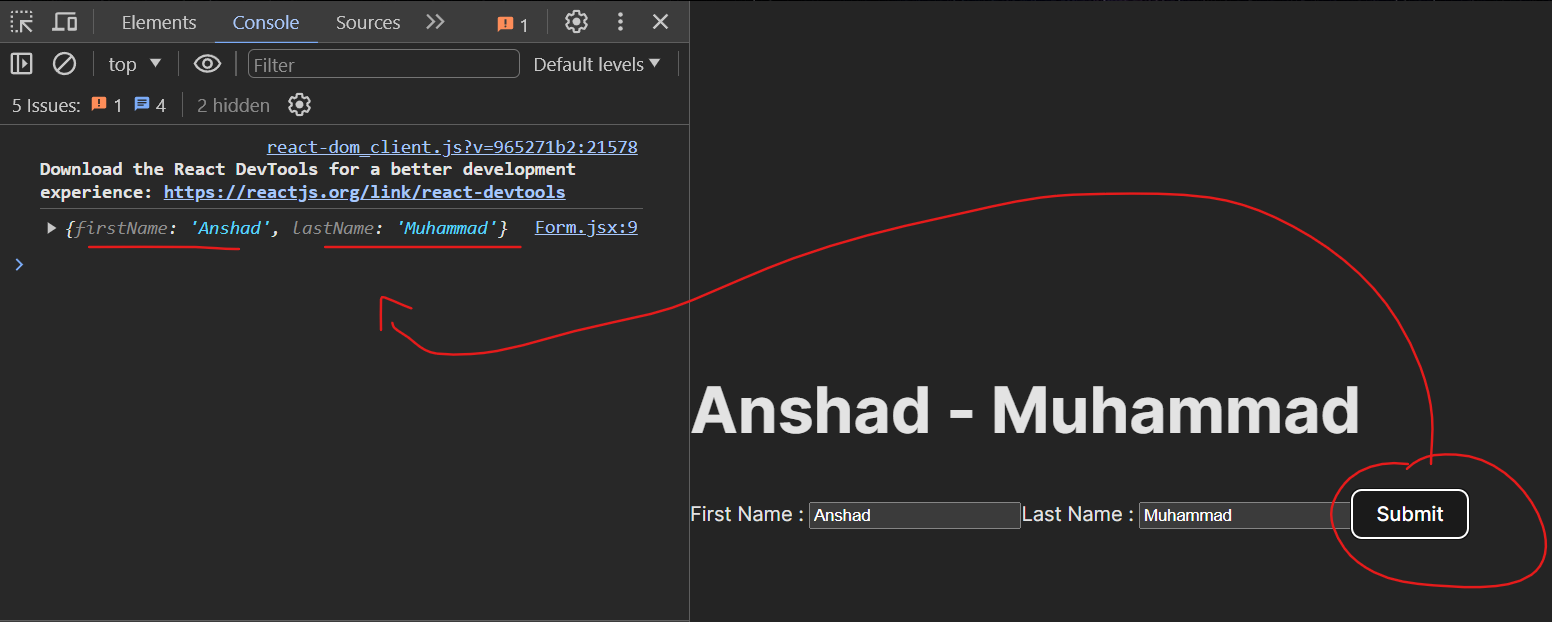 Elements Console Sources 1
top Filter Default levels
5 Issues: 1 4 2 hidden
react-dom_client.js?v=965271b2:21578
Download the React DevTools for a better development
experience: https://reactjs.org/link/react-devtools
{firstName: 'Anshad', lastName: 'Muhammad'} Form.jsx:9
Anshad - Muhammad
First Name : Anshad Last Name : Muhammad Submit